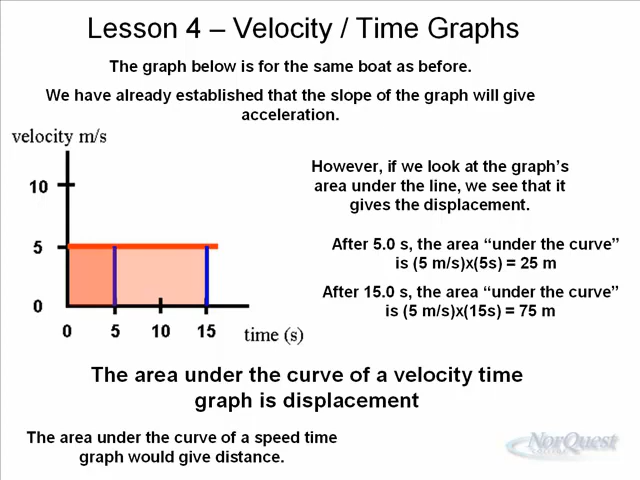 Lesson 4 – Velocity / Time Graphs
The graph below is for the same boat as before.
We have already established that the slope of the graph will give
acceleration.
velocity m/s
10
5
0
0 5 10 15 time (s)
However, if we look at the graph's
area under the line, we see that it
gives the displacement.
After 5.0 s, the area “under the curve”
is (5 m/s)x(5s) = 25 m
After 15.0 s, the area “under the curve”
is (5 m/s)x(15s) = 75 m
The area under the curve of a velocity time
graph is displacement
The area under the curve of a speed time
graph would give distance.
NorQuest